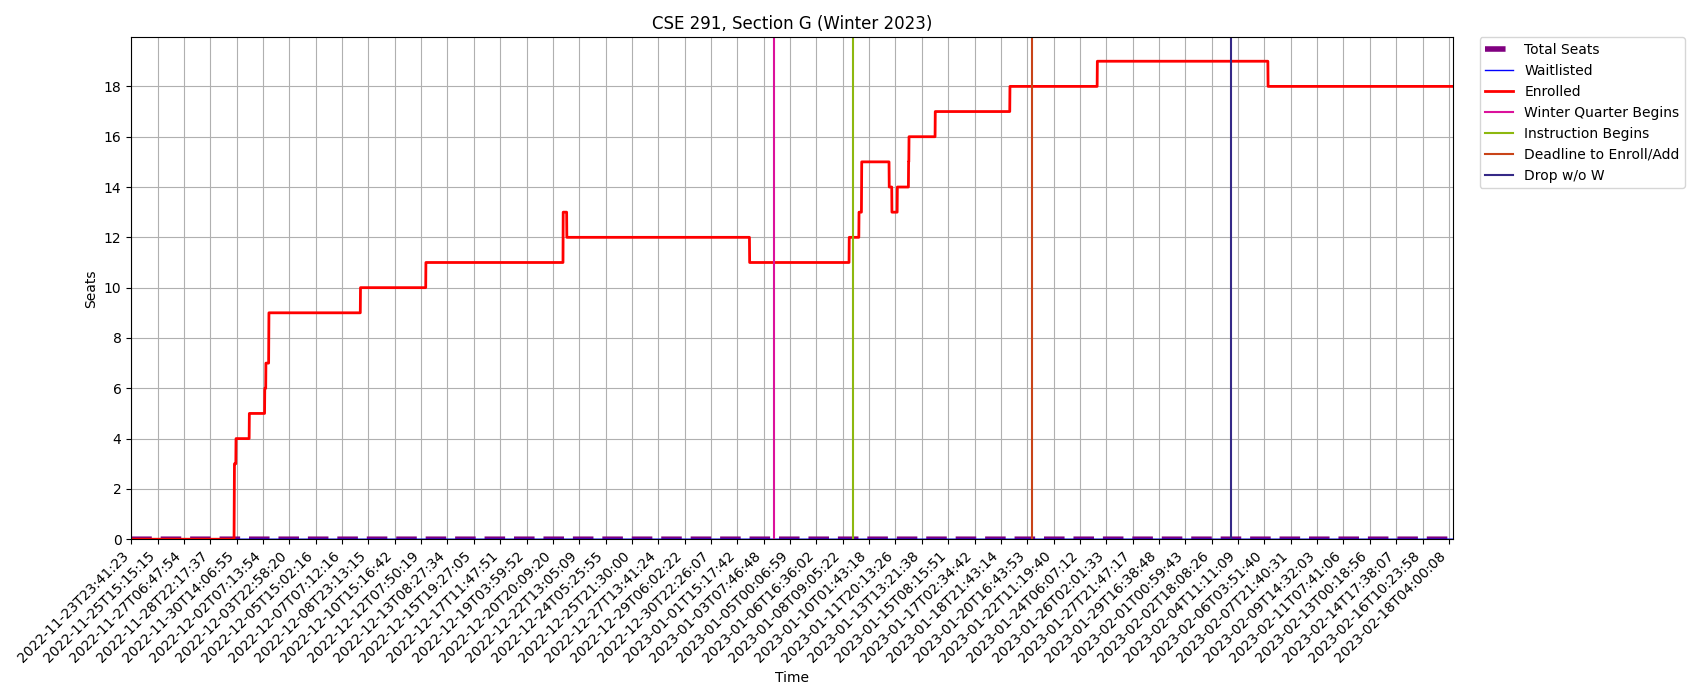 CSE 291, Section G (Winter 2023)
Total Seats
Waitlisted
Enrolled
Winter Quarter Begins
Instruction Begins
Deadline to Enroll/Add
Drop w/o W
Seats
18
16
14
12
10
8
6
4
2
0
2022-11-23T23:41:23
2022-11-25T15:15:15
2022-11-27T06:47:54
2022-11-28T22:17:37
2022-11-30T14:06:55
2022-12-02T07:13:54
2022-12-03T22:58:20
2022-12-05T15:02:16
2022-12-07T07:12:16
2022-12-08T23:13:15
2022-12-10T15:16:42
2022-12-12T07:50:19
2022-12-13T08:27:34
2022-12-15T19:27:05
2022-12-17T11:47:51
2022-12-19T03:59:52
2022-12-20T20:09:20
2022-12-22T13:05:09
2022-12-24T05:25:55
2022-12-25T21:30:00
2022-12-27T13:41:24
2022-12-29T06:02:22
2022-12-30T22:26:07
2023-01-01T15:17:42
2023-01-03T07:46:48
2023-01-05T00:06:59
2023-01-06T16:36:02
2023-01-08T09:05:22
2023-01-10T01:43:18
2023-01-11T20:13:26
2023-01-13T13:21:38
2023-01-15T08:15:51
2023-01-17T02:34:42
2023-01-18T21:43:14
2023-01-20T16:43:53
2023-01-22T11:19:40
2023-01-24T06:07:12
2023-01-26T02:01:33
2023-01-27T21:47:17
2023-01-29T16:38:48
2023-02-01T00:59:43
2023-02-02T18:08:26
2023-02-04T11:11:09
2023-02-06T03:51:40
2023-02-07T21:40:31
2023-02-09T14:32:03
2023-02-11T07:41:06
2023-02-13T00:18:56
2023-02-14T17:38:07
2023-02-16T10:23:58
2023-02-18T04:00:08
Time